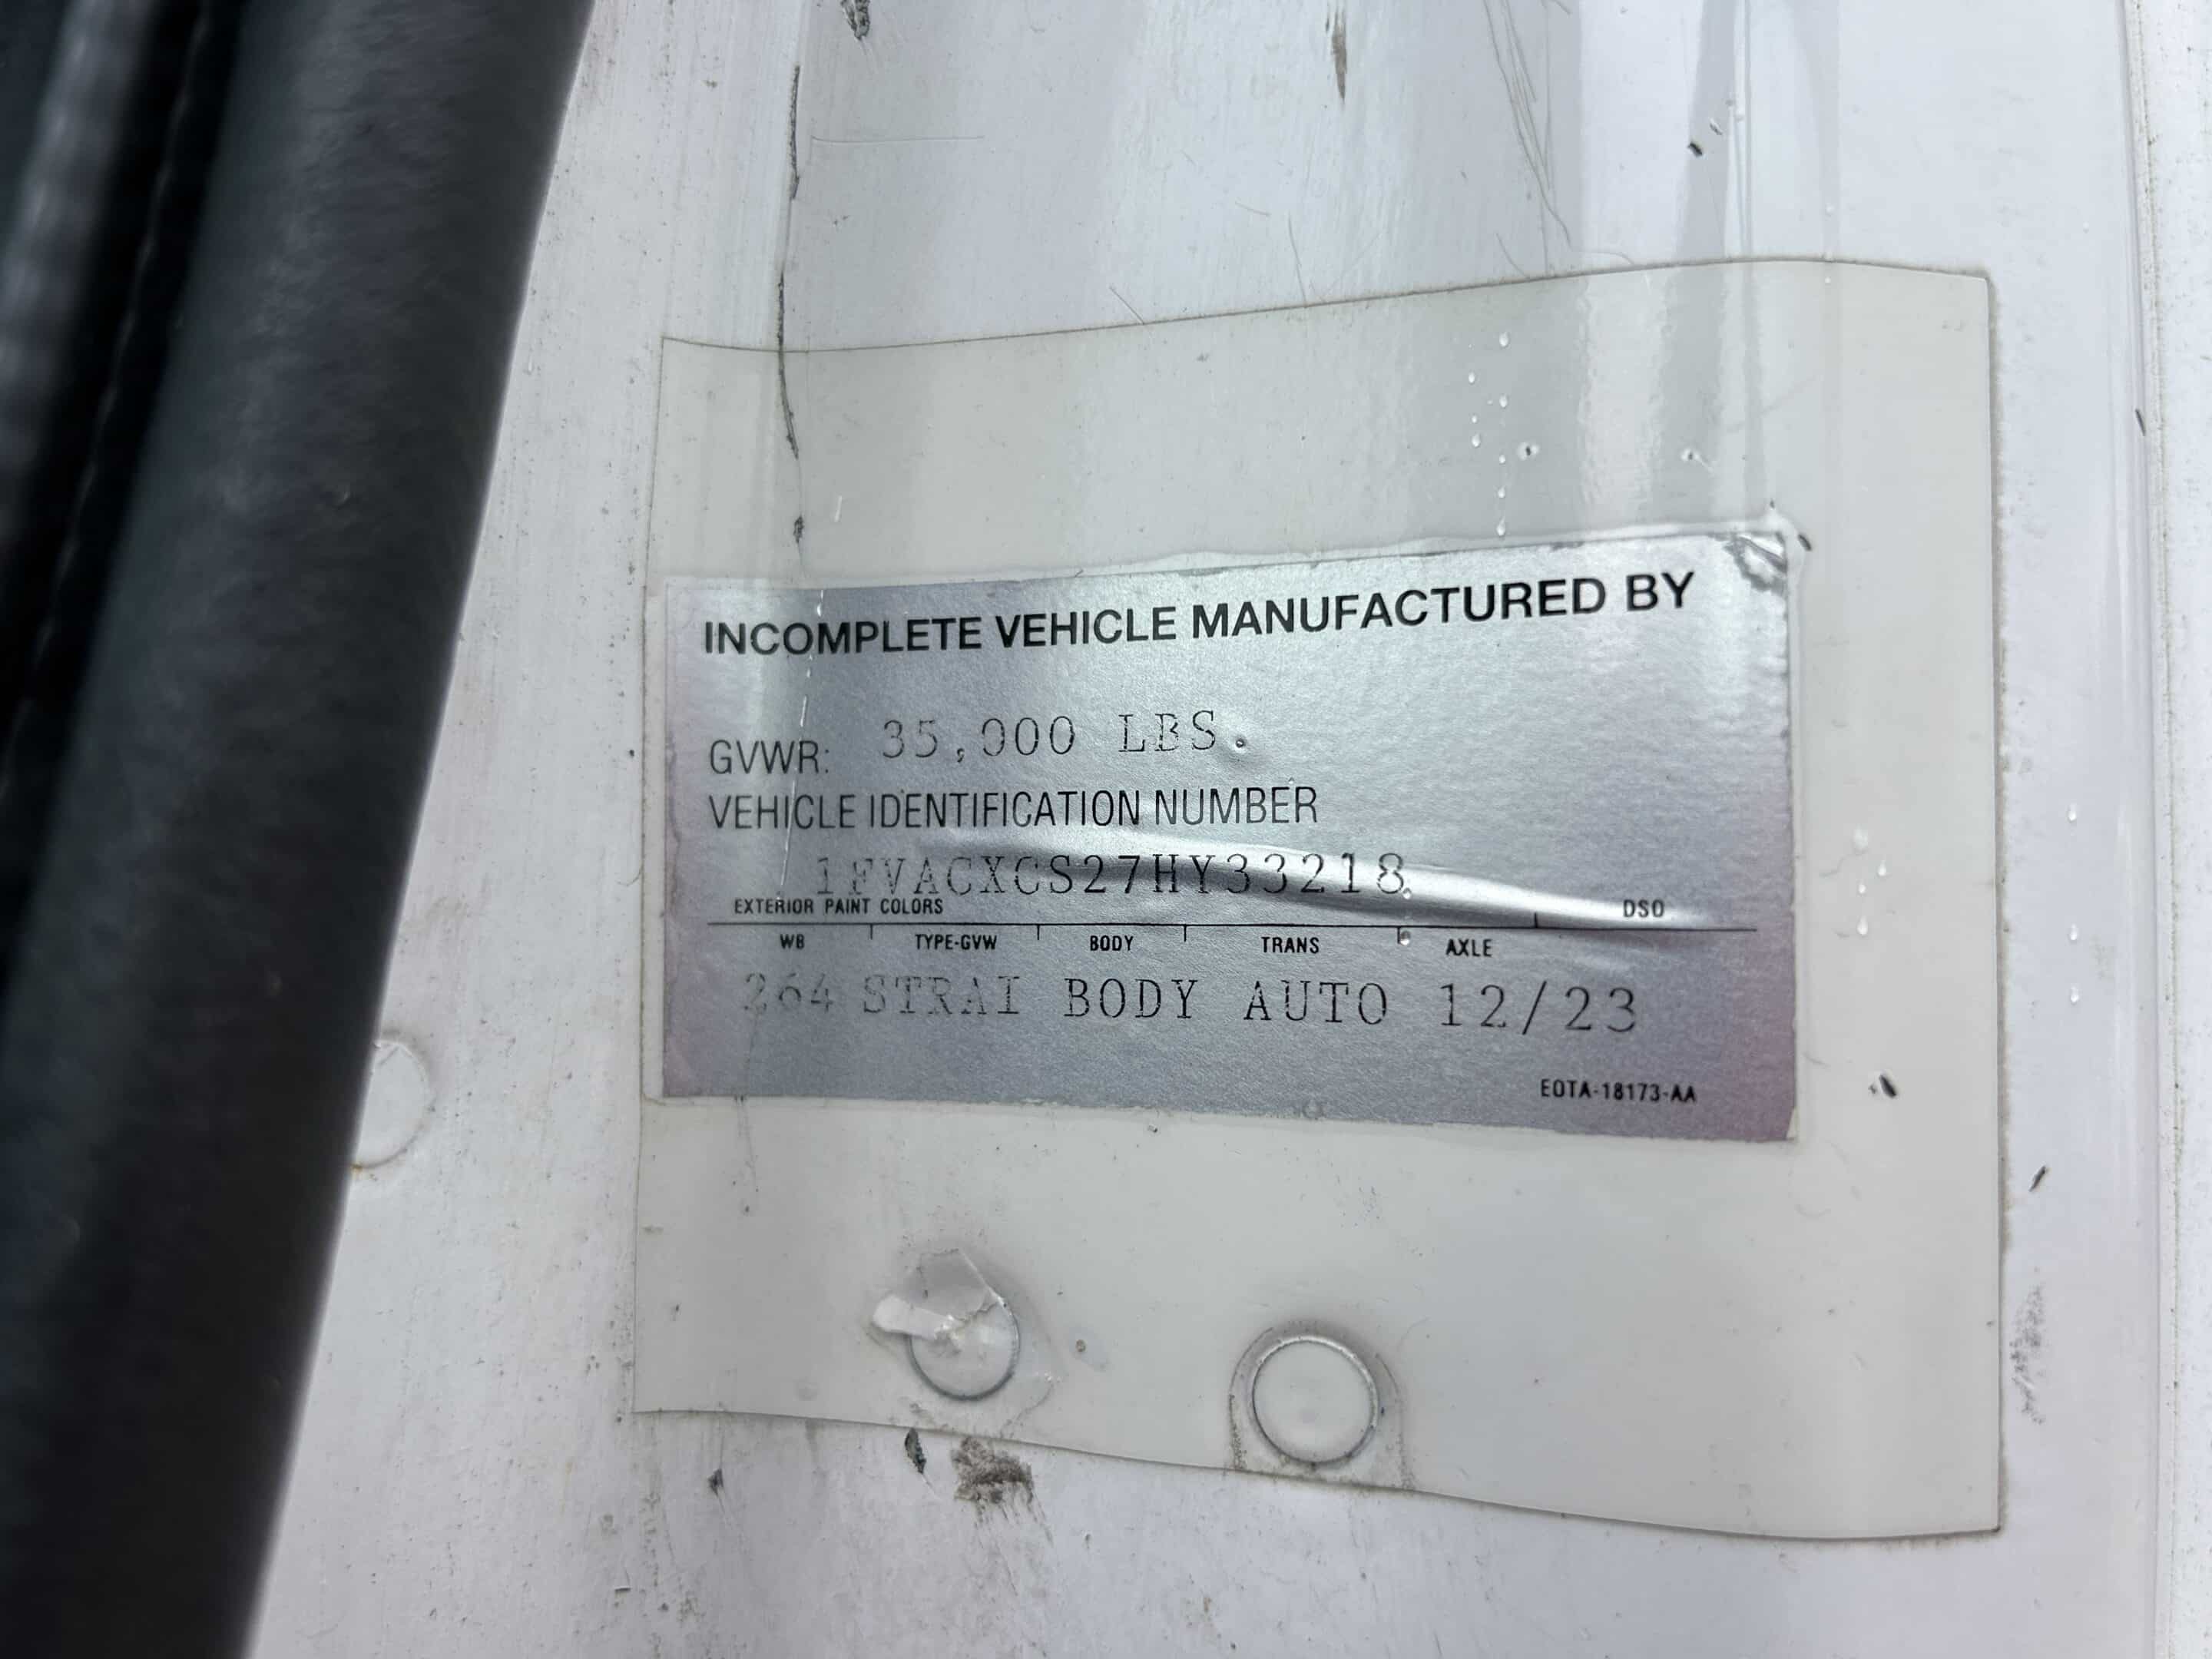 INCOMPLETE VEHICLE MANUFACTURED BY
GVWR: 35,000 LBS.
VEHICLE IDENTIFICATION NUMBER
1FVACXCS27HY33218
EXTERIOR PAINT COLORS DSO
WB TYPE-GVW BODY TRANS AXLE
264 STRAI BODY AUTO 12/23
EOTA-18173-AA